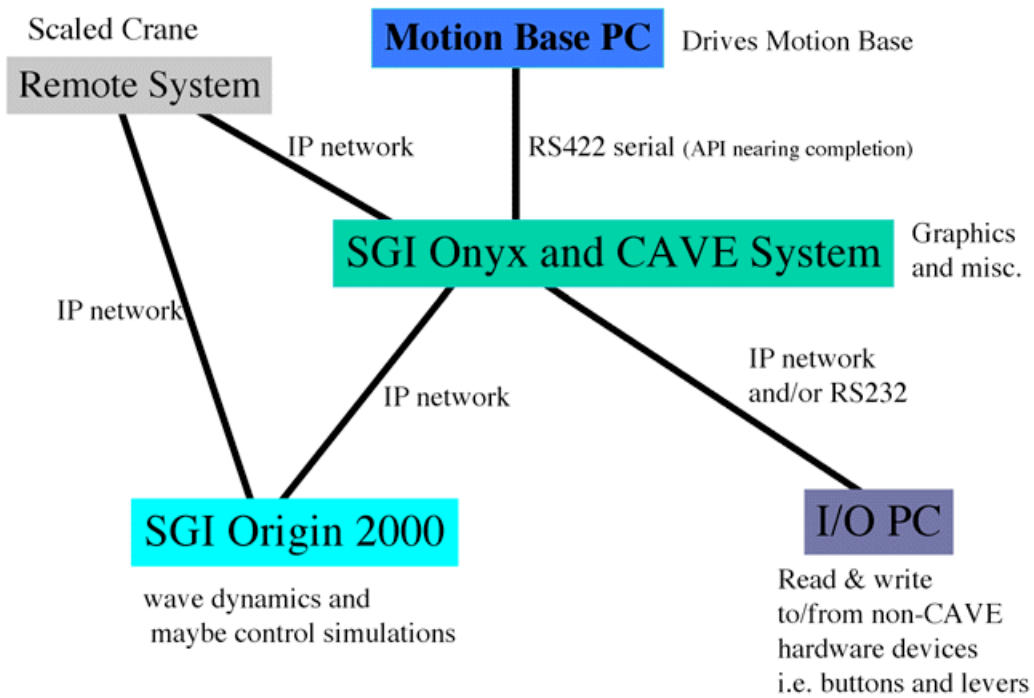 Scaled Crane
Remote System
Motion Base PC
Drives Motion Base
IP network
RS422 serial (API nearing completion)
SGI Onyx and CAVE System
Graphics
and misc.
IP network
IP network
IP network
and/or RS232
SGI Origin 2000
wave dynamics and
maybe control simulations
I/O PC
Read & write
to/from non-CAVE
hardware devices
i.e. buttons and levers